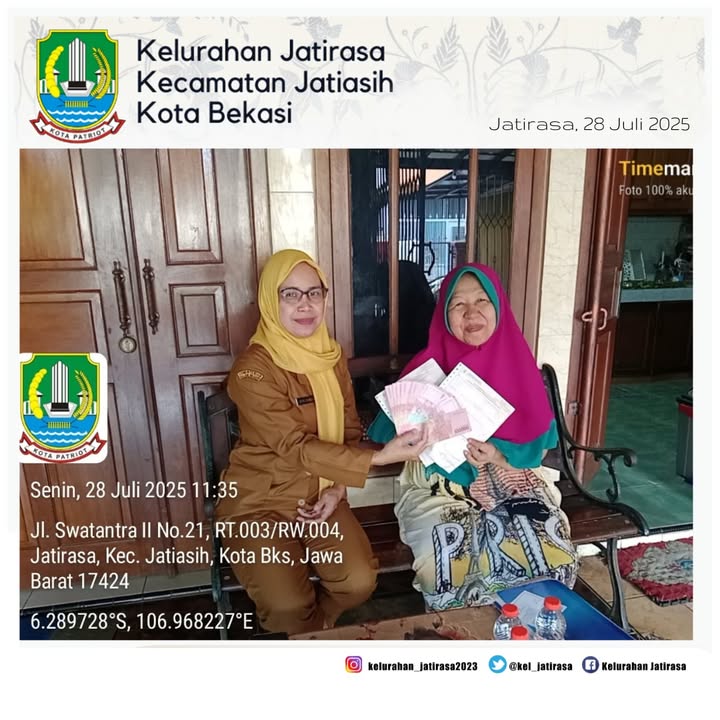 Kelurahan Jatirasa
Kecamatan Jatiasih
Kota Bekasi
KOTA PATRIOT
Jatirasa, 28 Juli 2025
Timemar
Foto 100% aku
KOTA PATRIOT
Senin, 28 Juli 2025 11:35
Jl. Swatantra II No.21, RT.003/RW.004,
Jatirasa, Kec. Jatiasih, Kota Bks, Jawa
Barat 17424
6.289728°S, 106.968227°E
PARIS
kelurahan_jatirasa2023
@kel_jatirasa
Kelurahan Jatirasa